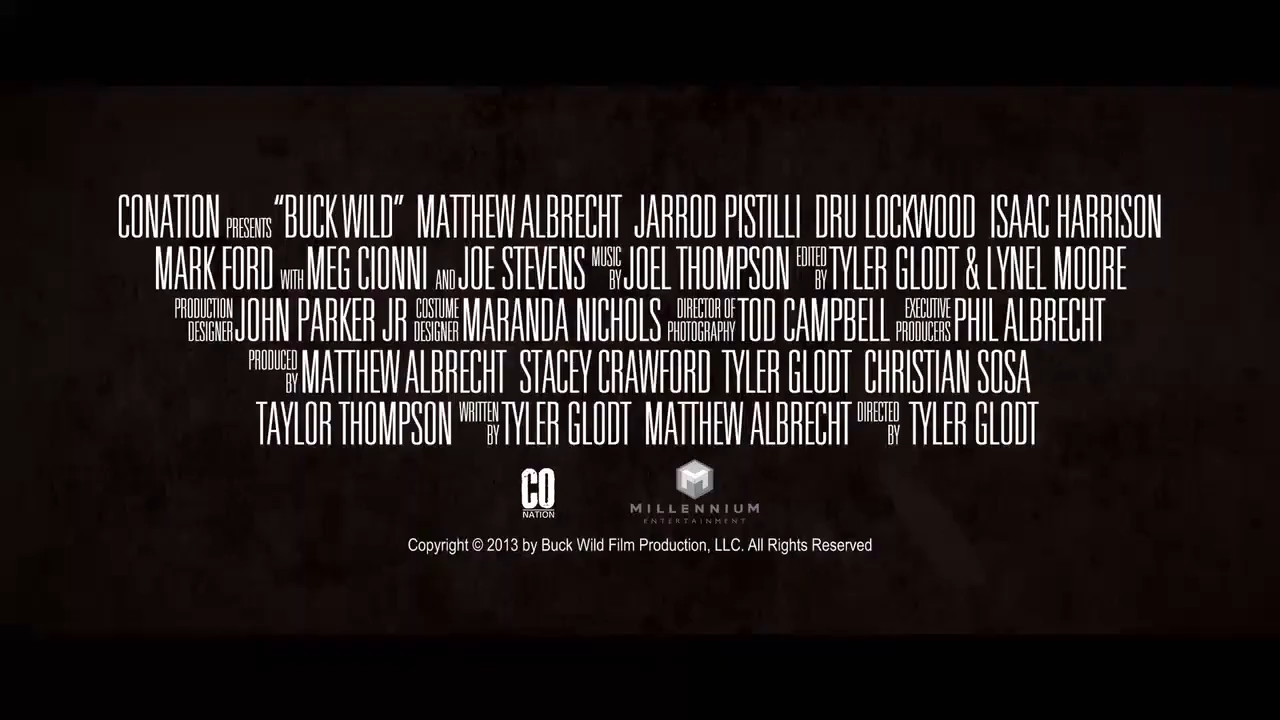 CONATION PRESENTS “BUCK WILD” MATTHEW ALBRECHT JARROD PISTILLI DRU LOCKWOOD ISAAC HARRISON
MARK FORD WITH MEG CIONNI AND JOE STEVENS MUSIC BY JOEL THOMPSON EDITED BY TYLER GLODT & LYNEL MOORE
PRODUCTION DESIGNER JOHN PARKER JR COSTUME DESIGNER MARANDA NICHOLS DIRECTOR OF PHOTOGRAPHY TOD CAMPBELL EXECUTIVE PRODUCERS PHIL ALBRECHT
PRODUCED BY MATTHEW ALBRECHT STACEY CRAWFORD TYLER GLODT CHRISTIAN SOSA
TAYLOR THOMPSON WRITTEN BY TYLER GLODT MATTHEW ALBRECHT DIRECTED BY TYLER GLODT
CO
NATION
MILLENNIUM
ENTERTAINMENT
Copyright © 2013 by Buck Wild Film Production, LLC. All Rights Reserved